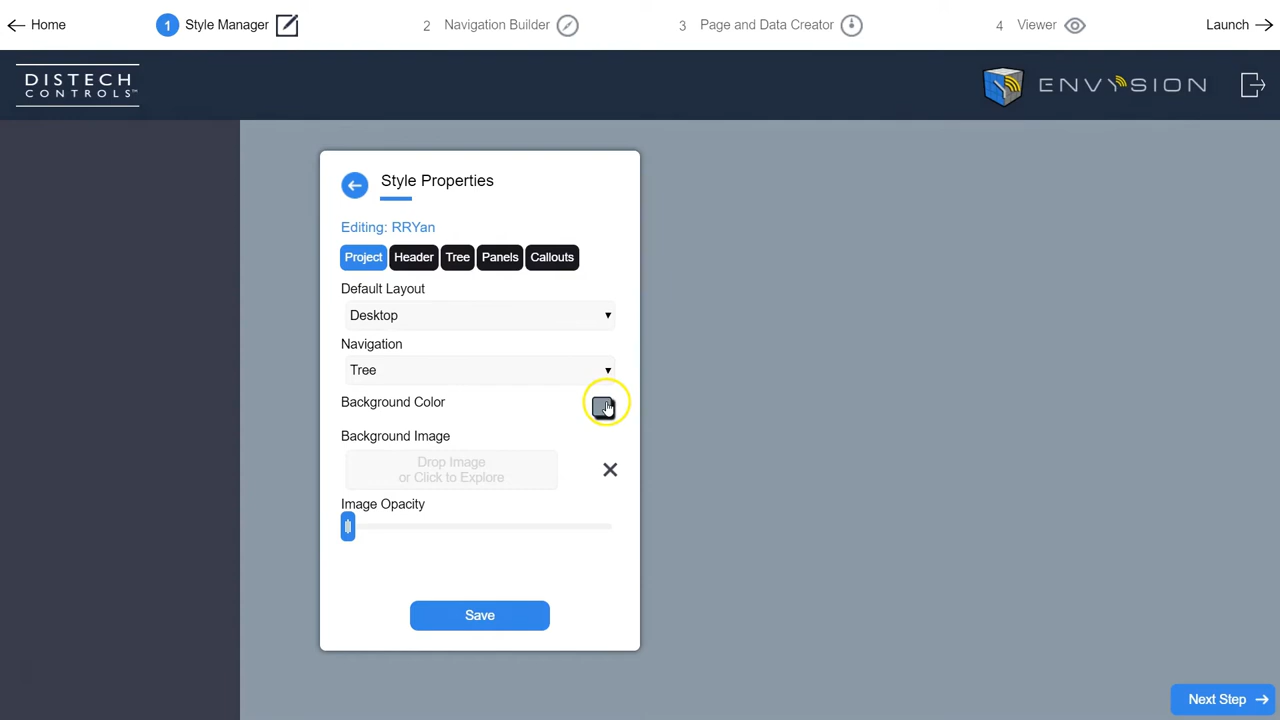 Home
1 Style Manager
2 Navigation Builder
3 Page and Data Creator
4 Viewer
Launch
DISTECH
CONTROLS™
ENVYSION
Style Properties
Editing: RRYan
Project Header Tree Panels Callouts
Default Layout
Desktop
Navigation
Tree
Background Color
Background Image
Drop Image
or Click to Explore
Image Opacity
Save
Next Step